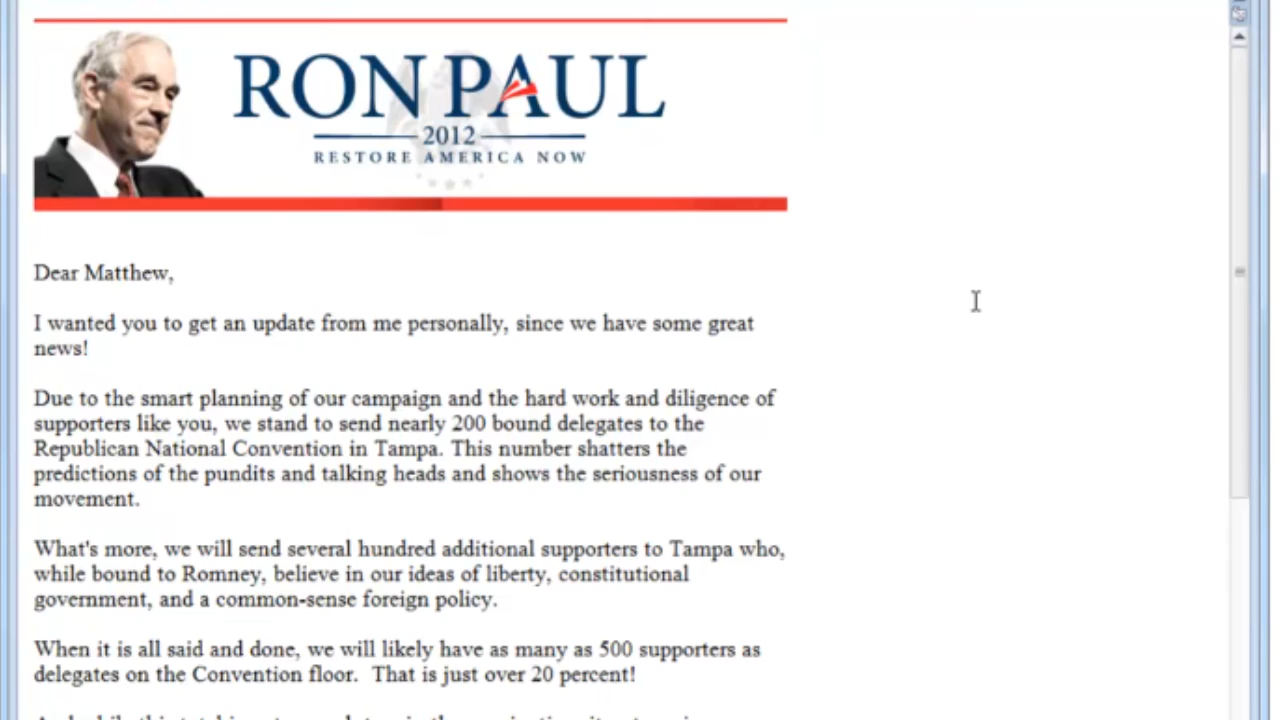 RON PAUL
2012
RESTORE AMERICA NOW
Dear Matthew,
I wanted you to get an update from me personally, since we have some great
news!
Due to the smart planning of our campaign and the hard work and diligence of
supporters like you, we stand to send nearly 200 bound delegates to the
Republican National Convention in Tampa. This number shatters the
predictions of the pundits and talking heads and shows the seriousness of our
movement.
What's more, we will send several hundred additional supporters to Tampa who,
while bound to Romney, believe in our ideas of liberty, constitutional
government, and a common-sense foreign policy.
When it is all said and done, we will likely have as many as 500 supporters as
delegates on the Convention floor.  That is just over 20 percent!